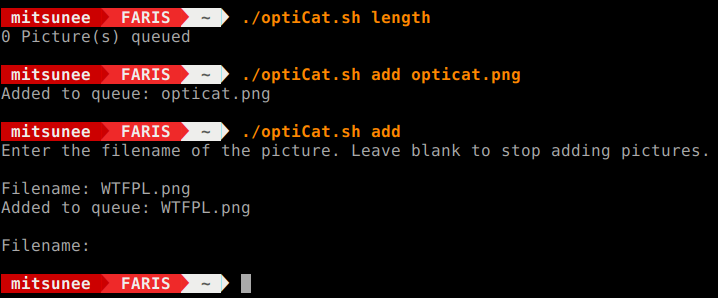 mitsunee FARIS ~ ./optiCat.sh length
0 Picture(s) queued
mitsunee FARIS ~ ./optiCat.sh add opticat.png
Added to queue: opticat.png
mitsunee FARIS ~ ./optiCat.sh add
Enter the filename of the picture. Leave blank to stop adding pictures.
Filename: WTFPL.png
Added to queue: WTFPL.png
Filename:
mitsunee FARIS ~